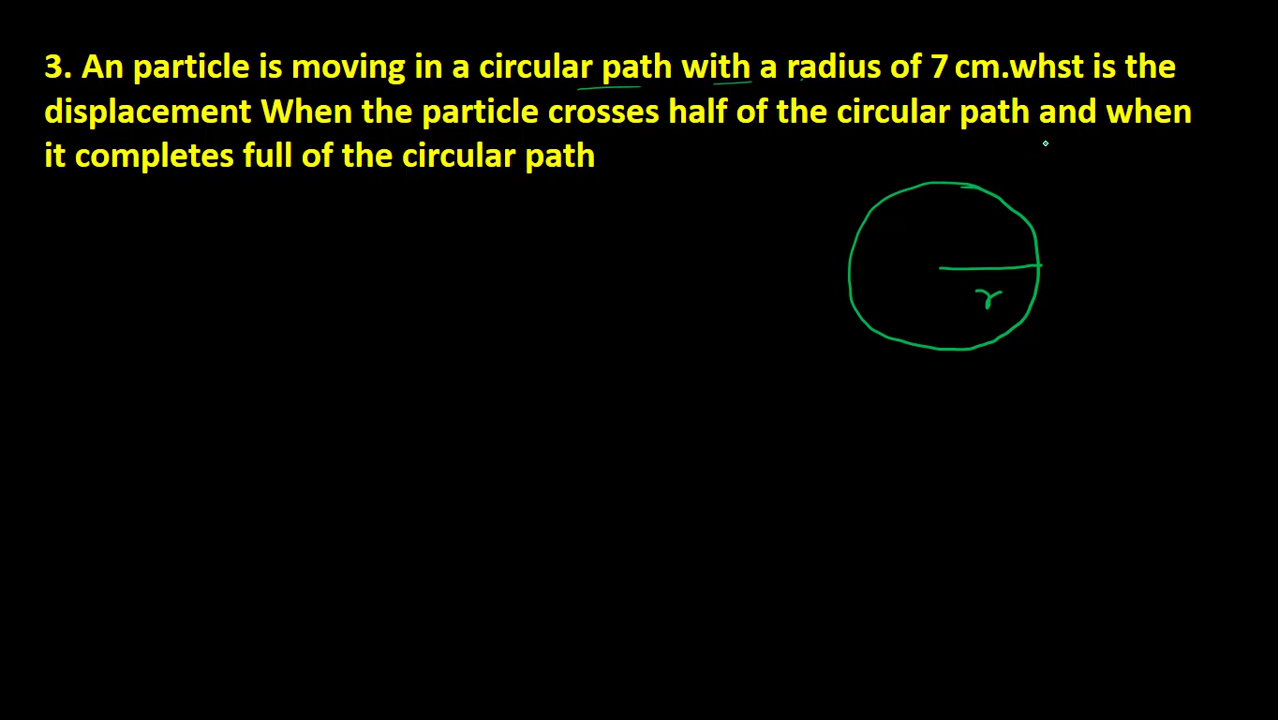 3. An particle is moving in a circular path with a radius of 7 cm.whst is the
displacement When the particle crosses half of the circular path and when
it completes full of the circular path
r